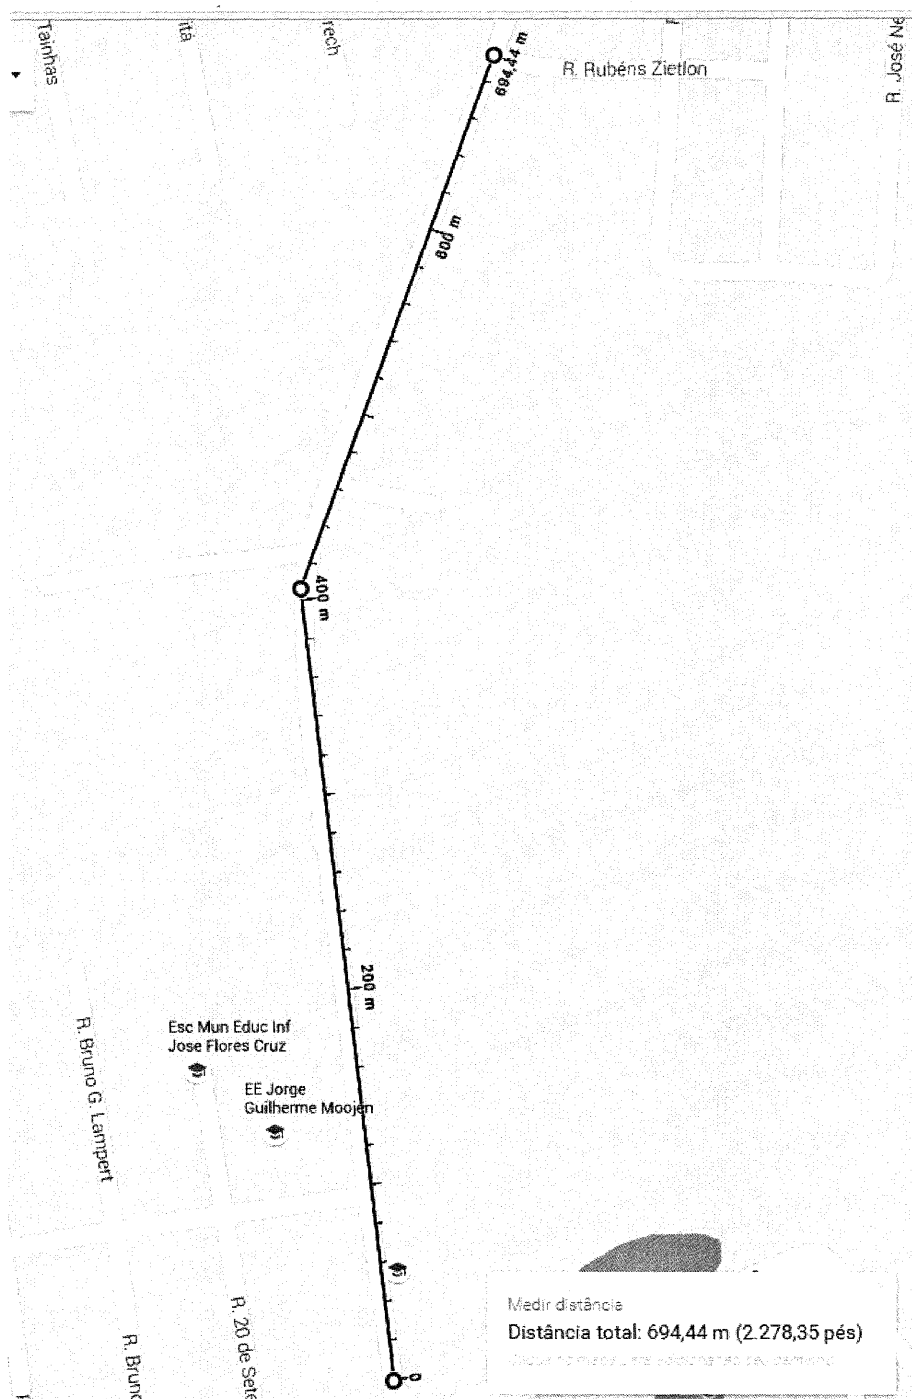 Tainhas
itá
rech
694,44 m
R. Rubéns Zietlon
R. José Ne
600 m
400 m
200 m
Esc Mun Educ Inf
Jose Flores Cruz
EE Jorge
Guilherme Moojen
R. Bruno G. Lampert
R. 20 de Sete
R. Bruno
0
Medir distância
Distância total: 694,44 m (2.278,35 pés)